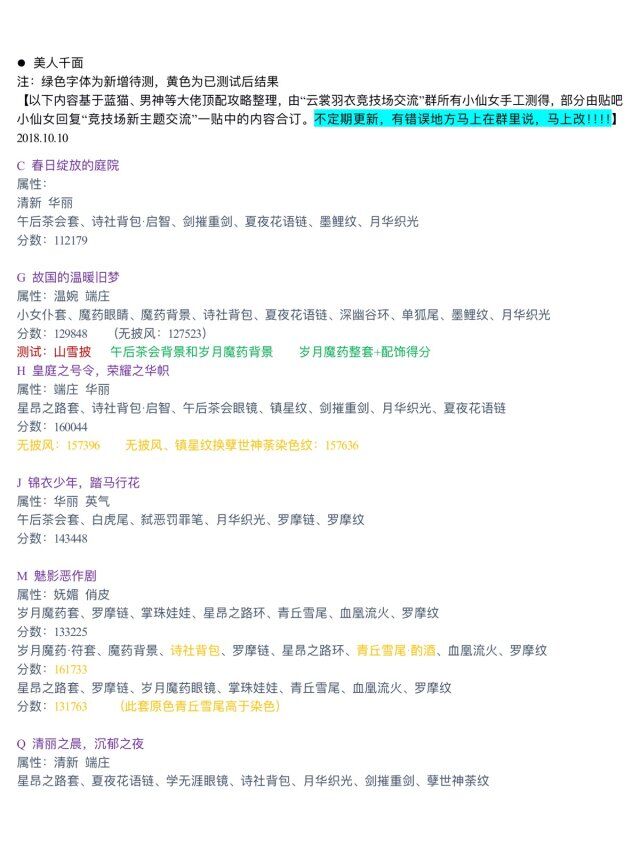 ● 美人千面
注：绿色字体为新增待测，黄色为已测试后结果
【以下内容基于蓝猫、男神等大佬顶配攻略整理，由“云裳羽衣竞技场交流”群所有小仙女手工测得，部分由贴吧
小仙女回复“竞技场新主题交流”一贴中的内容合订。不定期更新，有错误地方马上在群里说，马上改!!!!】
2018.10.10
C 春日绽放的庭院
属性：
清新 华丽
午后茶会套、诗社背包·启智、剑摧重剑、夏夜花语链、墨鲤纹、月华织光
分数：112179
G 故国的温暖旧梦
属性：温婉 端庄
小女仆套、魔药眼睛、魔药背景、诗社背包、夏夜花语链、深幽谷环、单狐尾、墨鲤纹、月华织光
分数：129848 （无披风：127523）
测试：山雪披 午后茶会背景和岁月魔药背景 岁月魔药整套+配饰得分
H 皇庭之号令，荣耀之华帜
属性：端庄 华丽
星昂之路套、诗社背包·启智、午后茶会眼镜、镇星纹、剑摧重剑、月华织光、夏夜花语链
分数：160044
无披风：157396 无披风、镇星纹换孽世神荼染色纹：157636
J 锦衣少年，踏马行花
属性：华丽 英气
午后茶会套、白虎尾、弑恶罚罪笔、月华织光、罗摩链、罗摩纹
分数：143448
M 魅影恶作剧
属性：妩媚 俏皮
岁月魔药套、罗摩链、掌珠娃娃、星昂之路环、青丘雪尾、血凰流火、罗摩纹
分数：133225
岁月魔药·符套、魔药背景、诗社背包、罗摩链、星昂之路环、青丘雪尾·酌酒、血凰流火、罗摩纹
分数：161733
星昂之路套、罗摩链、岁月魔药眼镜、掌珠娃娃、青丘雪尾、血凰流火、罗摩纹
分数：131763 （此套原色青丘雪尾高于染色）
Q 清丽之晨，沉郁之夜
属性：清新 端庄
星昂之路套、夏夜花语链、学无涯眼镜、诗社背包、月华织光、剑摧重剑、孽世神荼纹